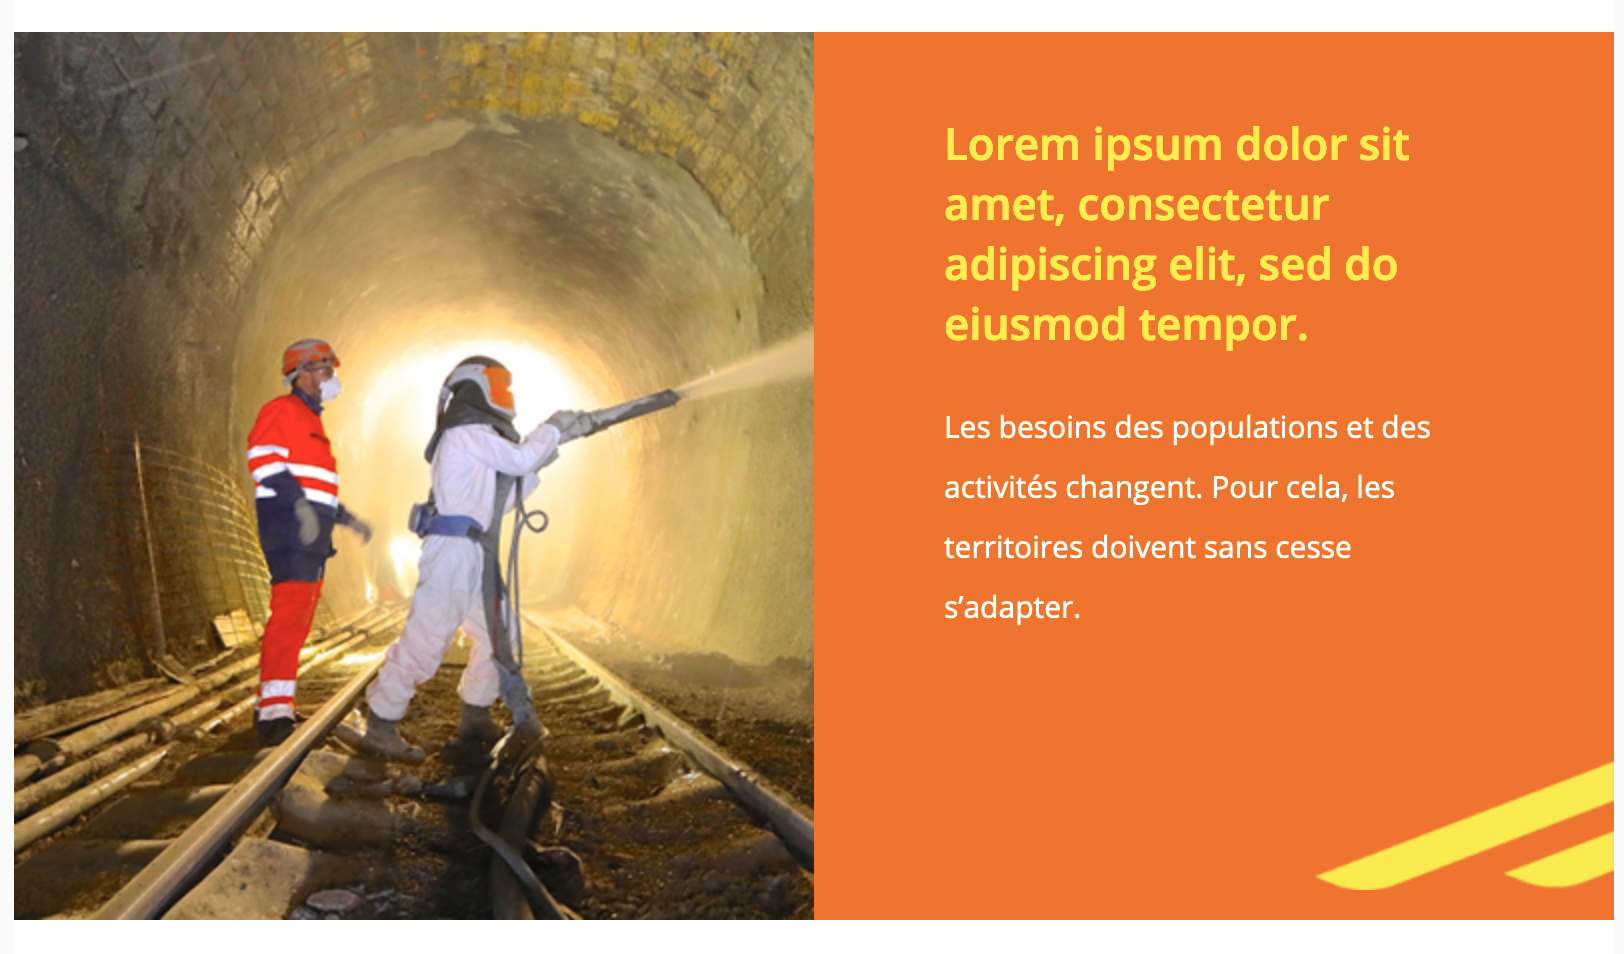 Lorem ipsum dolor sit
amet, consectetur
adipiscing elit, sed do
eiusmod tempor.
Les besoins des populations et des
activités changent. Pour cela, les
territoires doivent sans cesse
s’adapter.